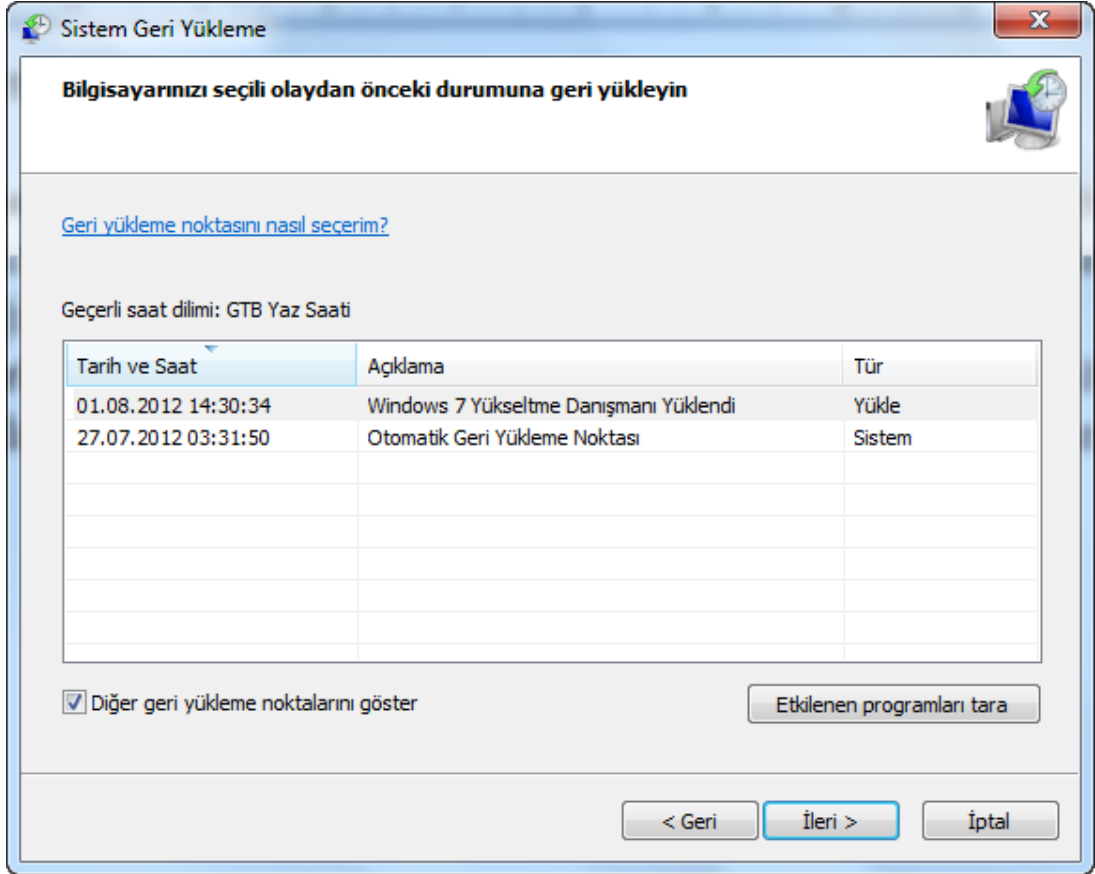 Sistem Geri Yükleme
Bilgisayarınızı seçili olaydan önceki durumuna geri yükleyin
Geri yükleme noktasını nasıl seçerim?
Geçerli saat dilimi: GTB Yaz Saati
Tarih ve Saat Açıklama Tür
01.08.2012 14:30:34 Windows 7 Yükseltme Danışmanı Yüklendi Yükle
27.07.2012 03:31:50 Otomatik Geri Yükleme Noktası Sistem
Diğer geri yükleme noktalarını göster Etkilenen programları tara
< Geri İleri > İptal